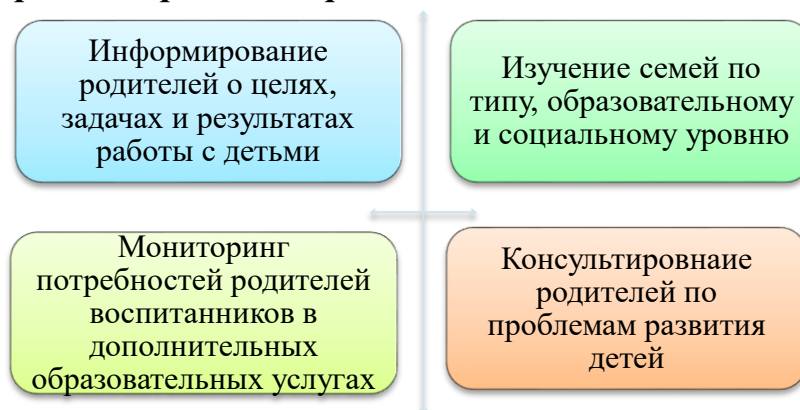 Информирование
родителей о целях,
задачах и результатах
работы с детьми
Изучение семей по
типу, образовательному
и социальному уровню
Мониторинг
потребностей родителей
воспитанников в
дополнительных
образовательных услугах
Консультировнаие
родителей по
проблемам развития
детей